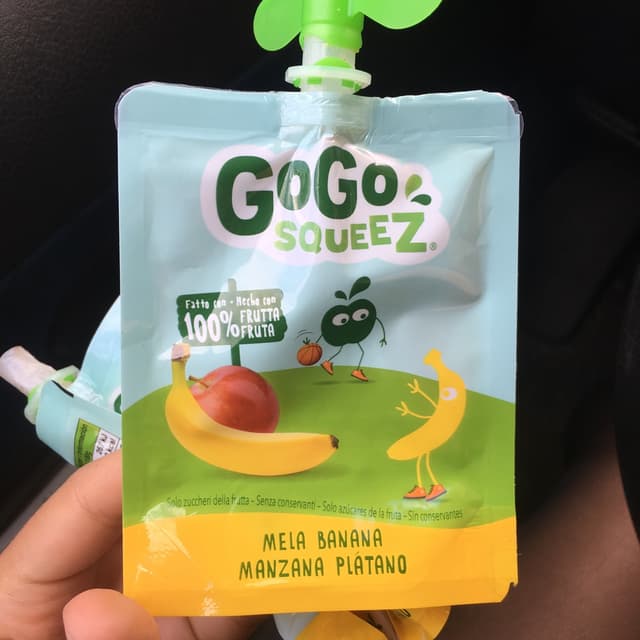 GoGo
SQUEEZ®
Fatto con - Hecho con
100% FRUTTA
FRUTA
Solo zuccheri della frutta - Senza conservanti - Solo azúcares de la fruta - Sin conservantes
MELA BANANA
MANZANA PLÁTANO